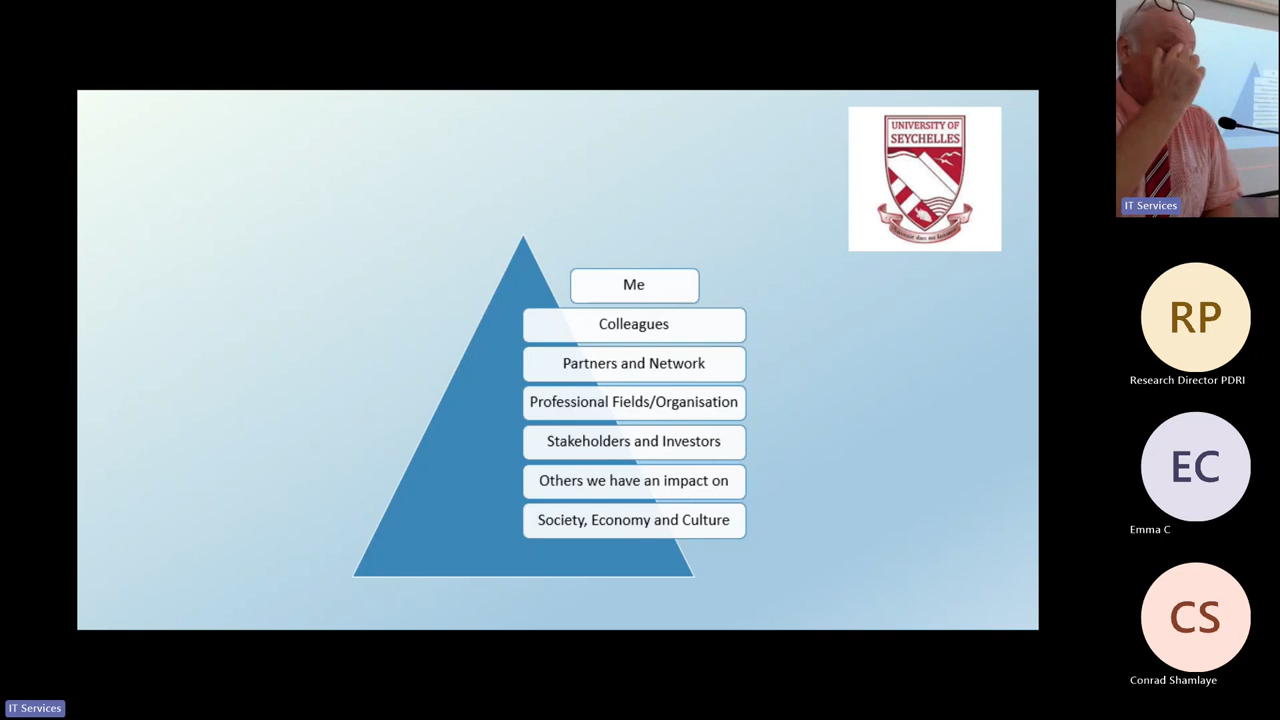 UNIVERSITY OF
SEYCHELLES
Me
Colleagues
Partners and Network
Professional Fields/Organisation
Stakeholders and Investors
Others we have an impact on
Society, Economy and Culture
IT Services
RP
Research Director PDRI
EC
Emma C
CS
Conrad Shamlaye
IT Services